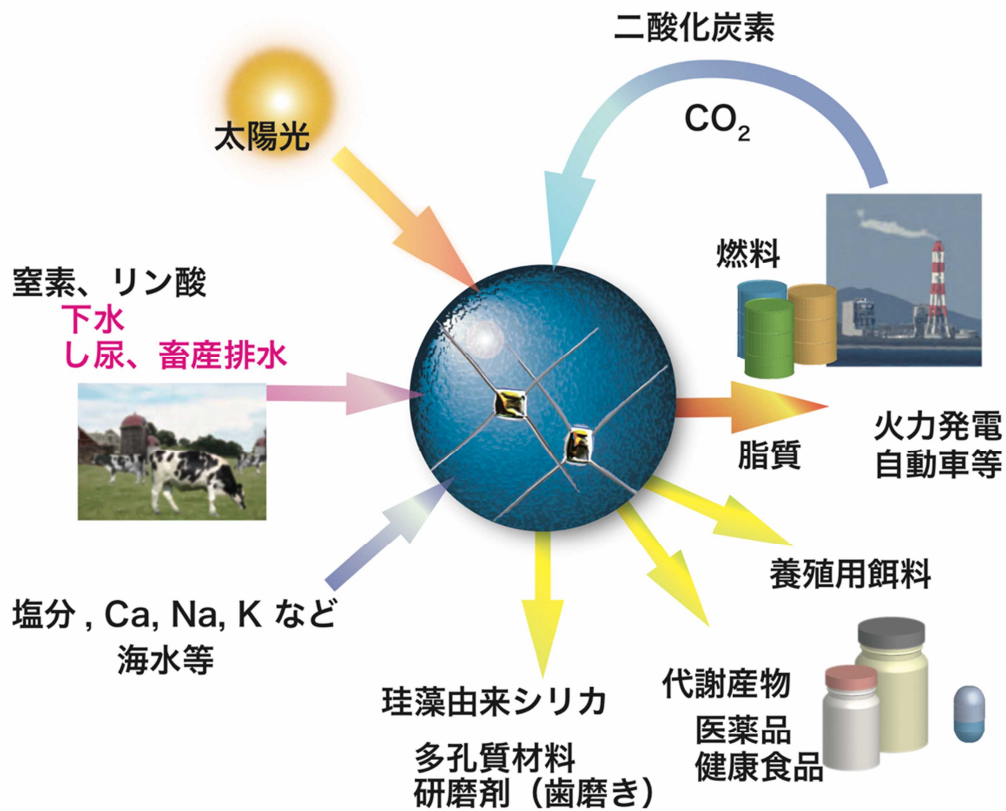 二酸化炭素
CO₂
太陽光
燃料
窒素、リン酸
下水
し尿、畜産排水
火力発電
自動車等
脂質
養殖用餌料
塩分 , Ca, Na, K など
海水等
珪藻由来シリカ
多孔質材料
研磨剤（歯磨き）
代謝産物
医薬品
健康食品